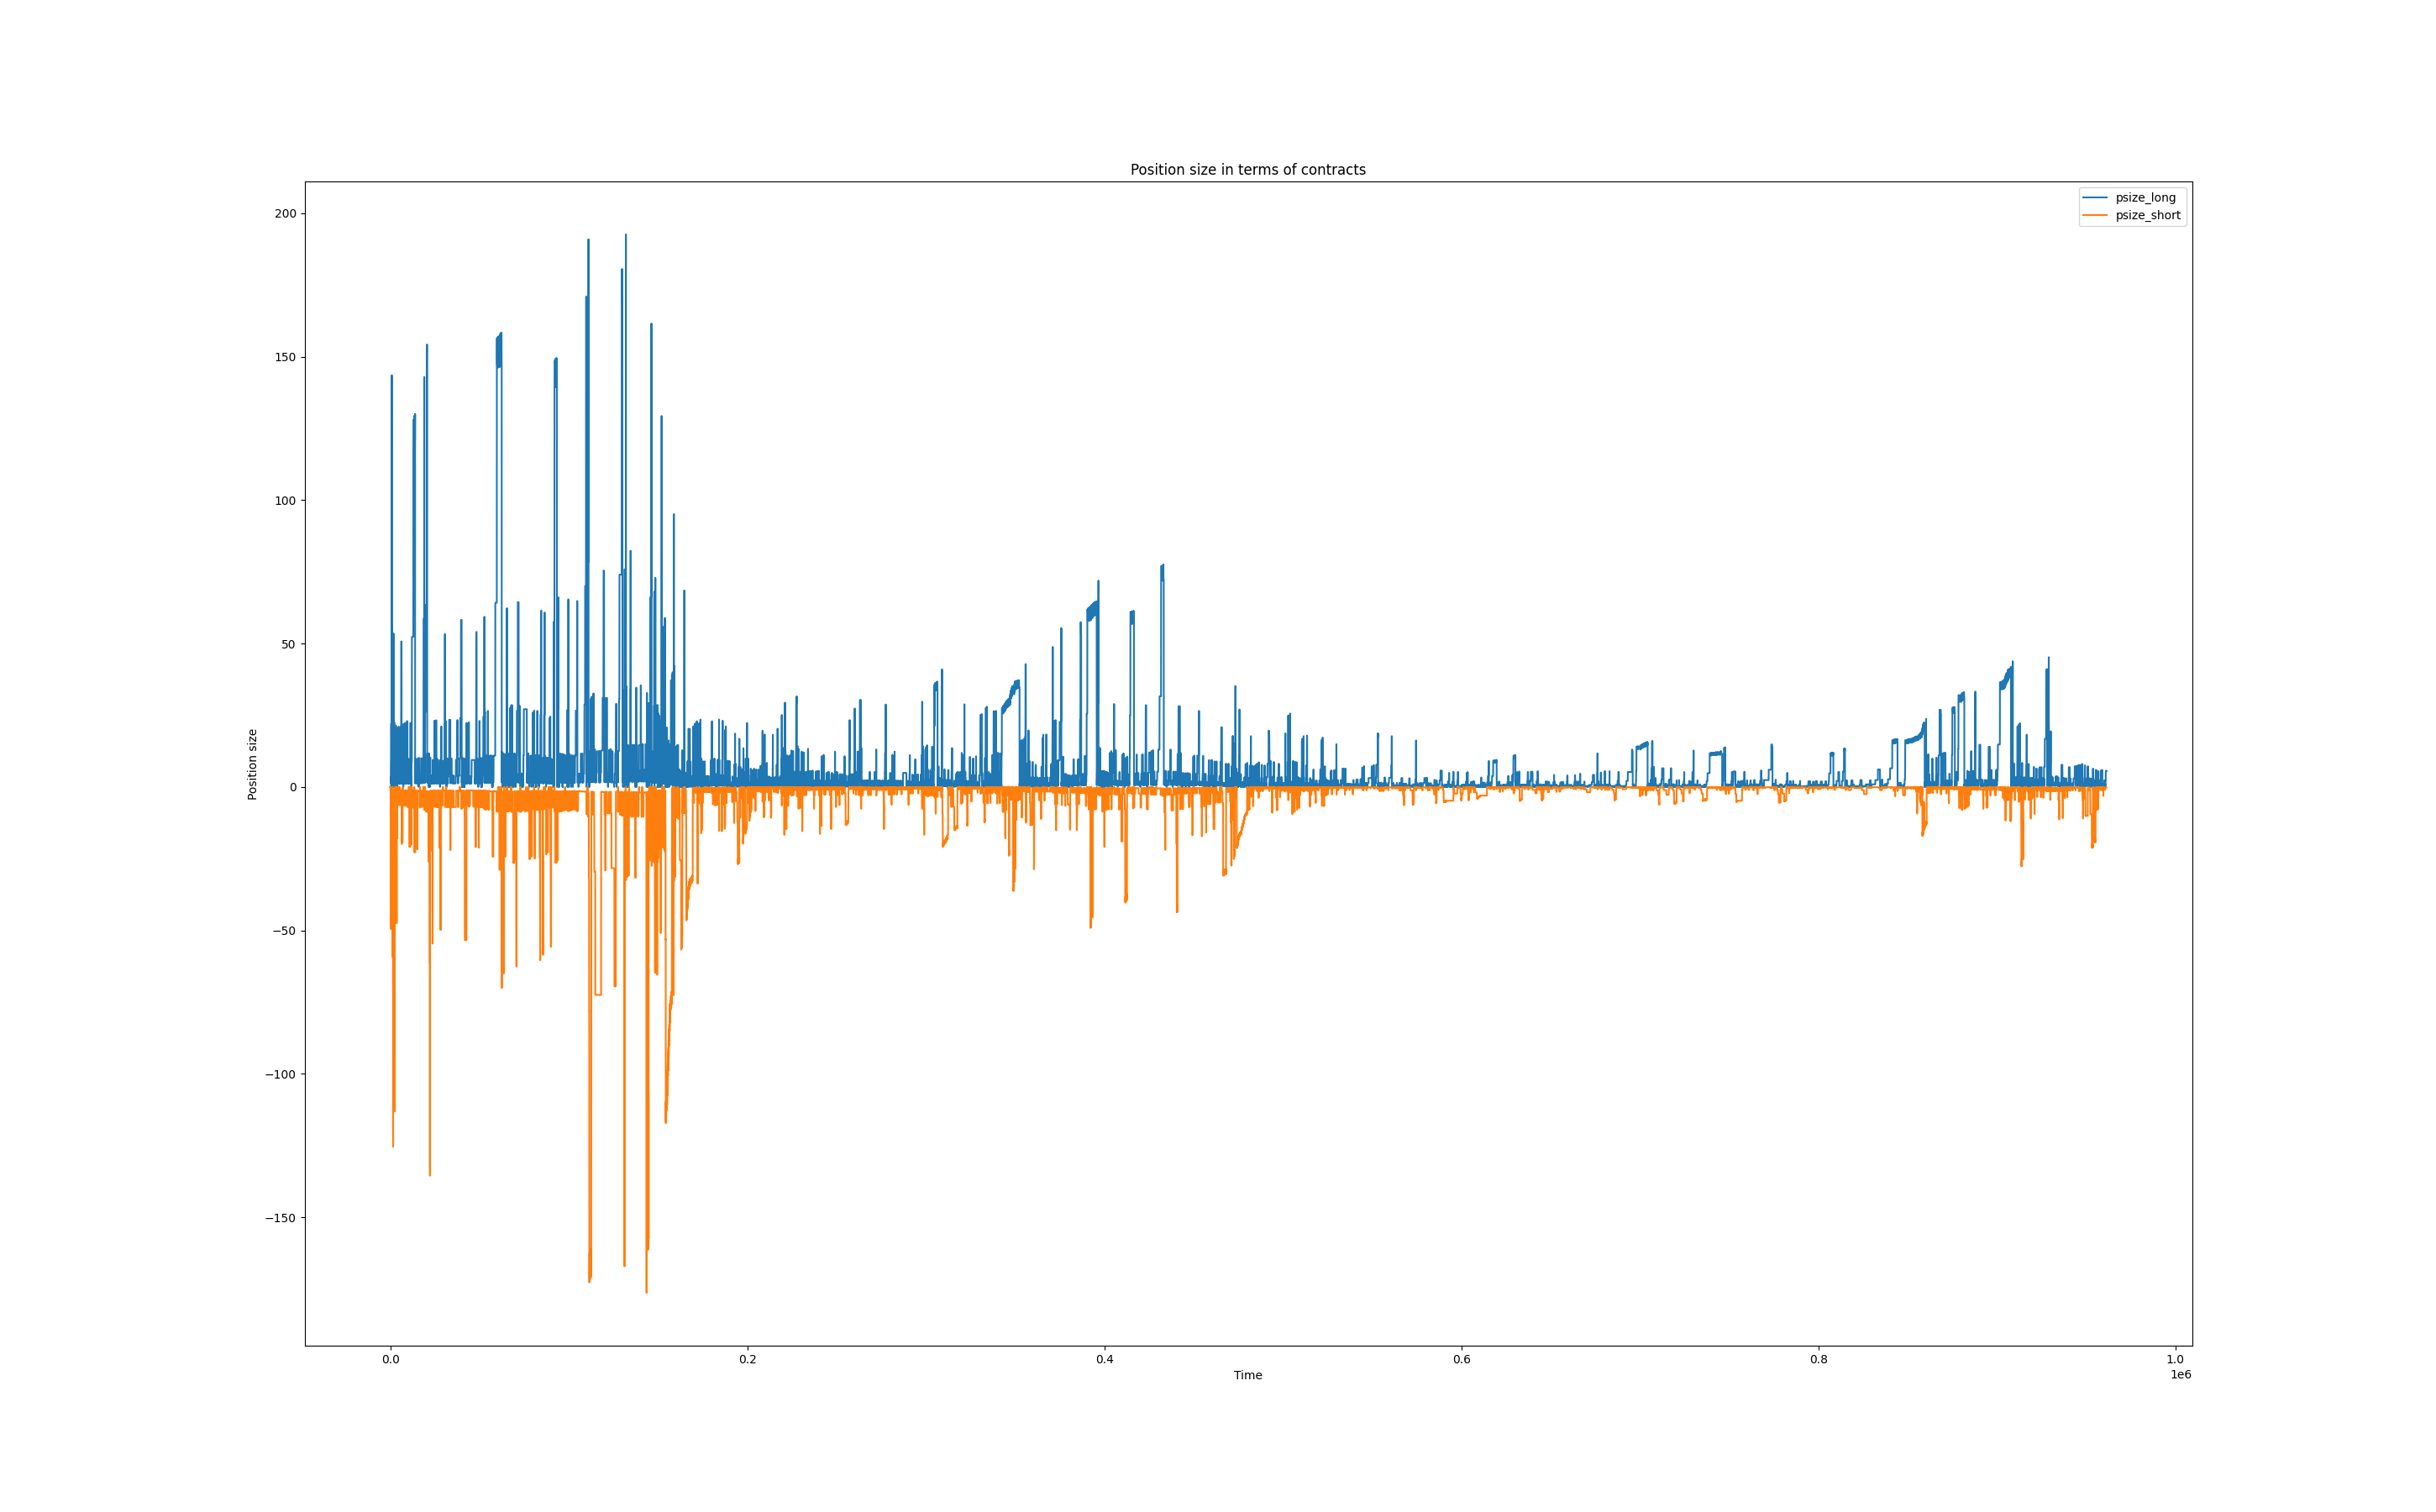 Position size in terms of contracts
psize_long
psize_short
Position size
200
150
100
50
0
−50
−100
−150
0.0
0.2
0.4
0.6
0.8
1.0
1e6
Time